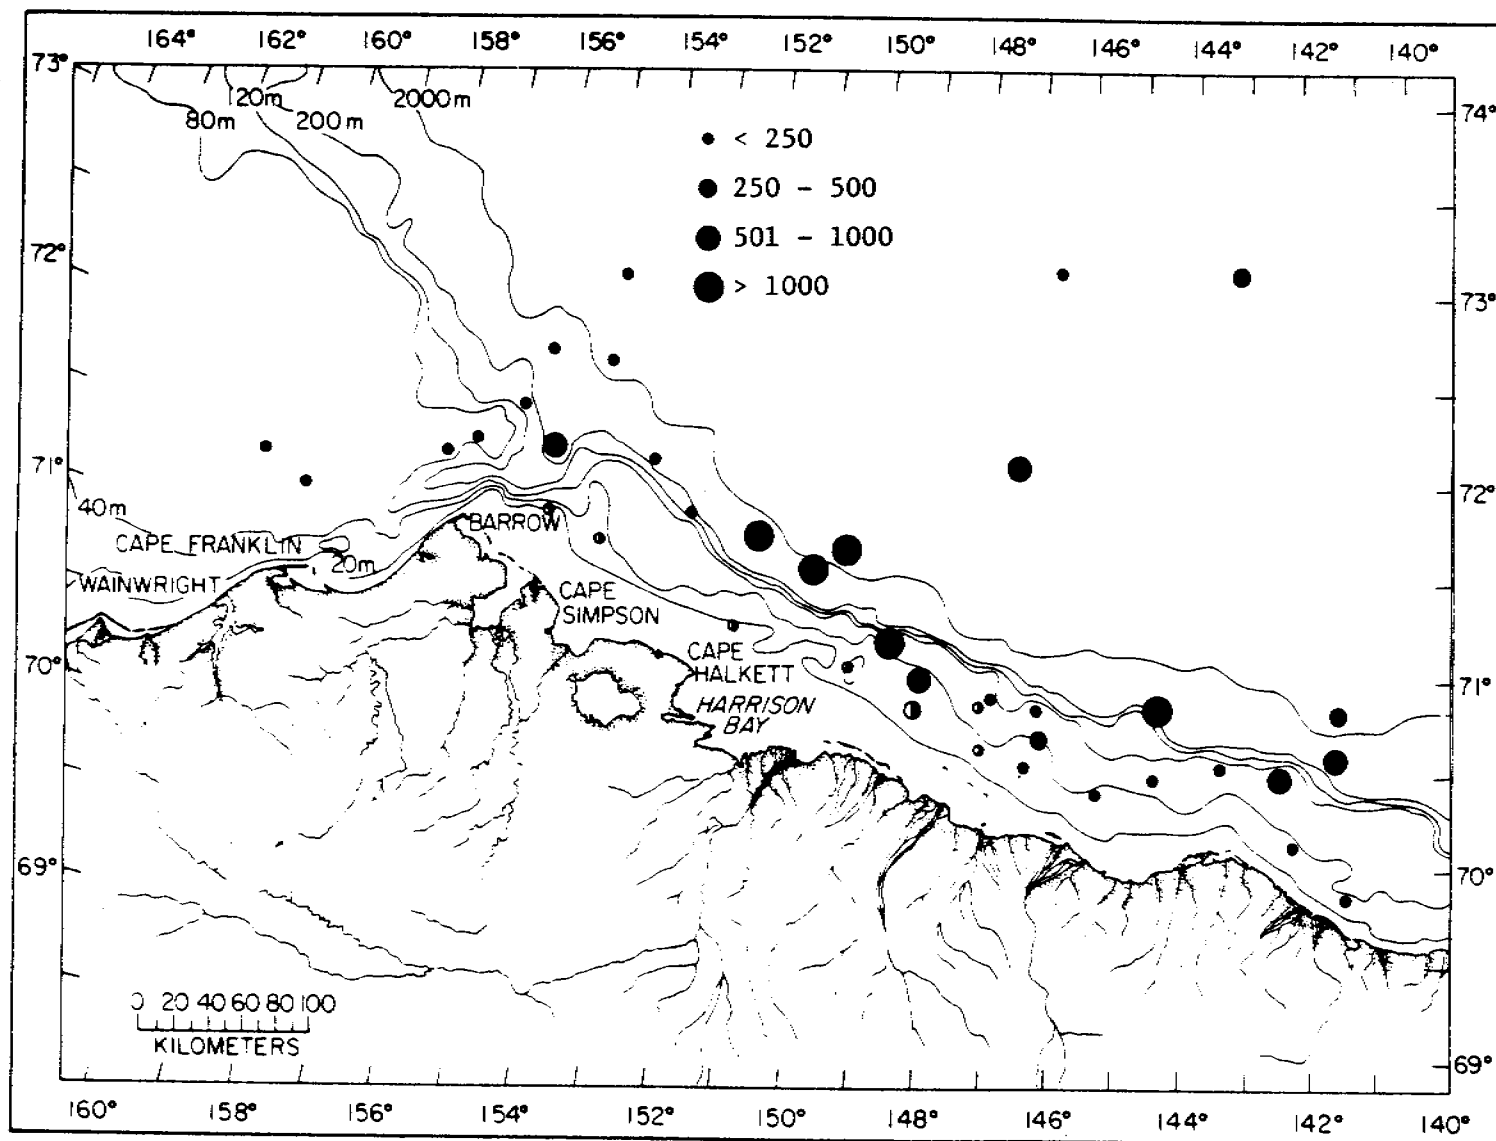 164° 162° 160° 158° 156° 154° 152° 150° 148° 146° 144° 142° 140°
73°
2000m
120m
80m
200m
74°
< 250
250 - 500
501 - 1000
> 1000
72°
73°
71°
72°
40m
BARROW
CAPE FRANKLIN
20m
WAINWRIGHT
CAPE
SIMPSON
70°
CAPE
HALKETT
71°
HARRISON
BAY
69°
70°
0 20 40 60 80 100
KILOMETERS
69°
160° 158° 156° 154° 152° 150° 148° 146° 144° 142° 140°